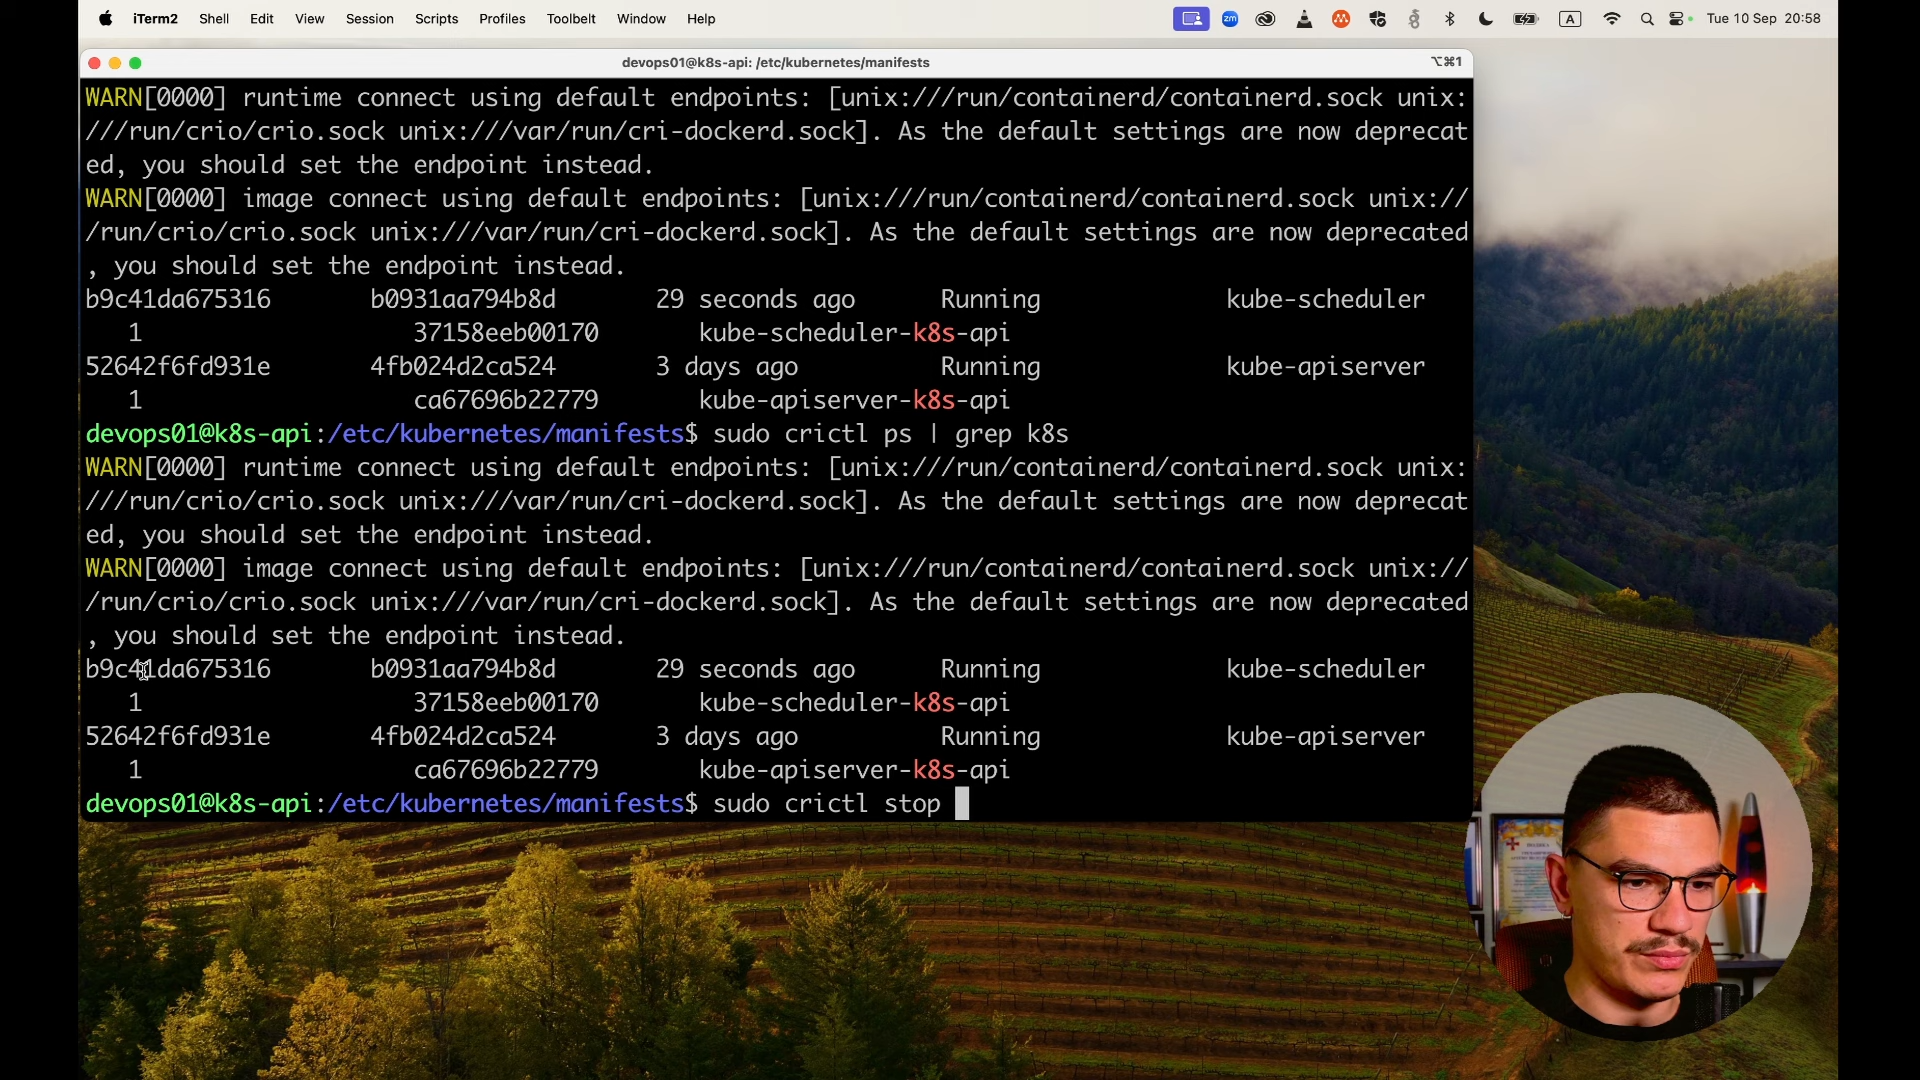 iTerm2 Shell Edit View Session Scripts Profiles Toolbelt Window Help
zm A Tue 10 Sep 20:58
devops01@k8s-api: /etc/kubernetes/manifests ⌥⌘1
WARN[0000] runtime connect using default endpoints: [unix:///run/containerd/containerd.sock unix:
///run/crio/crio.sock unix:///var/run/cri-dockerd.sock]. As the default settings are now deprecat
ed, you should set the endpoint instead.
WARN[0000] image connect using default endpoints: [unix:///run/containerd/containerd.sock unix://
/run/crio/crio.sock unix:///var/run/cri-dockerd.sock]. As the default settings are now deprecated
, you should set the endpoint instead.
b9c41da675316 b0931aa794b8d 29 seconds ago Running kube-scheduler
1 37158eeb00170 kube-scheduler-k8s-api
52642f6fd931e 4fb024d2ca524 3 days ago Running kube-apiserver
1 ca67696b22779 kube-apiserver-k8s-api
devops01@k8s-api:/etc/kubernetes/manifests$ sudo crictl ps | grep k8s
WARN[0000] runtime connect using default endpoints: [unix:///run/containerd/containerd.sock unix:
///run/crio/crio.sock unix:///var/run/cri-dockerd.sock]. As the default settings are now deprecat
ed, you should set the endpoint instead.
WARN[0000] image connect using default endpoints: [unix:///run/containerd/containerd.sock unix://
/run/crio/crio.sock unix:///var/run/cri-dockerd.sock]. As the default settings are now deprecated
, you should set the endpoint instead.
b9c41da675316 b0931aa794b8d 29 seconds ago Running kube-scheduler
1 37158eeb00170 kube-scheduler-k8s-api
52642f6fd931e 4fb024d2ca524 3 days ago Running kube-apiserver
1 ca67696b22779 kube-apiserver-k8s-api
devops01@k8s-api:/etc/kubernetes/manifests$ sudo crictl stop